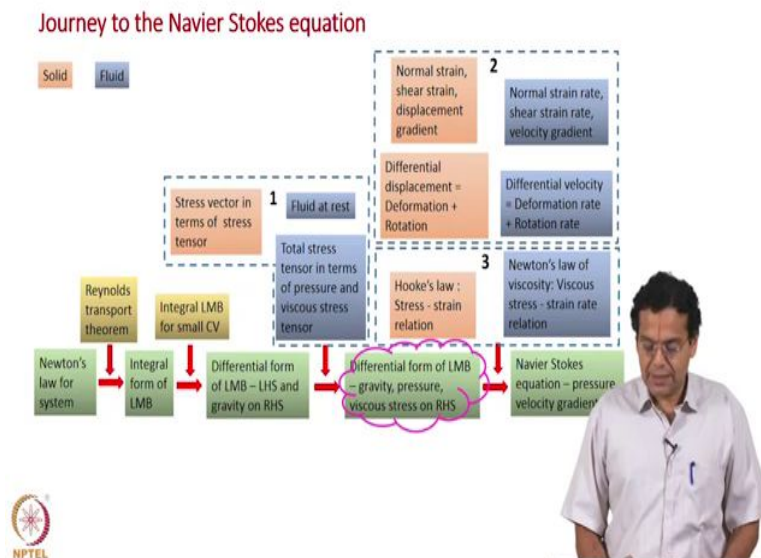 Journey to the Navier Stokes equation
Solid
Fluid
Normal strain,
shear strain,
displacement
gradient
2
Normal strain rate,
shear strain rate,
velocity gradient
Differential
displacement =
Deformation +
Rotation
Differential velocity
= Deformation rate
+ Rotation rate
Stress vector in
terms of stress
tensor
1
Fluid at rest
Total stress
tensor in terms
of pressure and
viscous stress
tensor
Hooke's law :
Stress - strain
relation
3
Newton's law of
viscosity: Viscous
stress - strain rate
relation
Reynolds
transport
theorem
Integral LMB
for small CV
Newton's
law for
system
Integral
form of
LMB
Differential form
of LMB – LHS and
gravity on RHS
Differential form of LMB
– gravity, pressure,
viscous stress on RHS
Navier Stokes
equation – pressure
velocity gradient
NPTEL